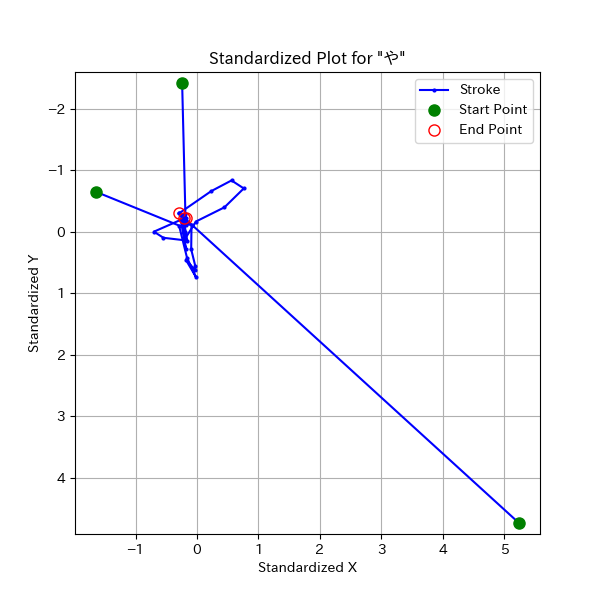 Standardized Plot for "や"
Stroke
Start Point
End Point
−2
−1
0
1
2
3
4
Standardized Y
−1
0
1
2
3
4
5
Standardized X